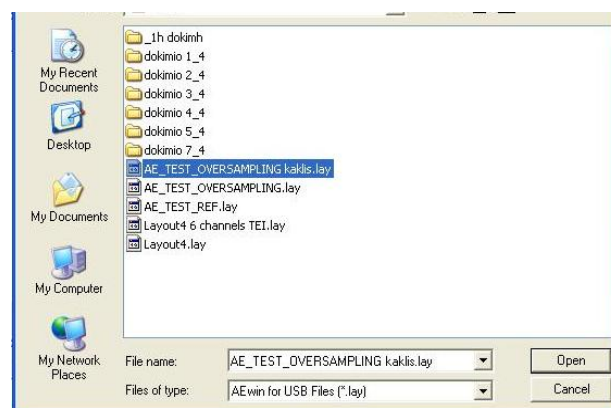 My Recent
Documents
Desktop
My Documents
My Computer
My Network
Places
_1h dokimh
dokimio 1_4
dokimio 2_4
dokimio 3_4
dokimio 4_4
dokimio 5_4
dokimio 7_4
AE_TEST_OVERSAMPLING kaklis.lay
AE_TEST_OVERSAMPLING.lay
AE_TEST_REF.lay
Layout4 6 channels TEI.lay
Layout4.lay
File name: AE_TEST_OVERSAMPLING kaklis.lay Open
Files of type: AEwin for USB Files (*.lay) Cancel